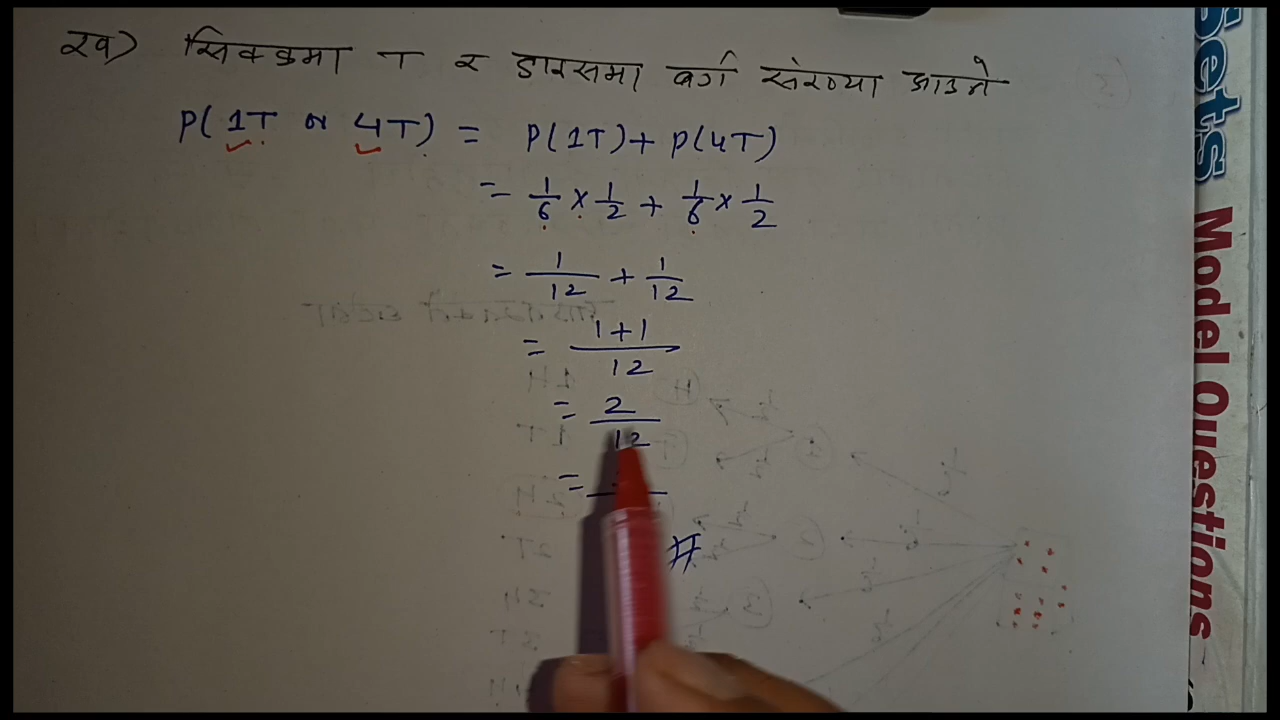 ख) सिक्कामा T र डाइसमा वर्ग संख्या आउने
P( 1T or 4T ) = P(1T) + P(4T)
= 1/6 × 1/2 + 1/6 × 1/2
= 1/12 + 1/12
= 1+1/12
= 2/12
=
#
Sets
Model Questions